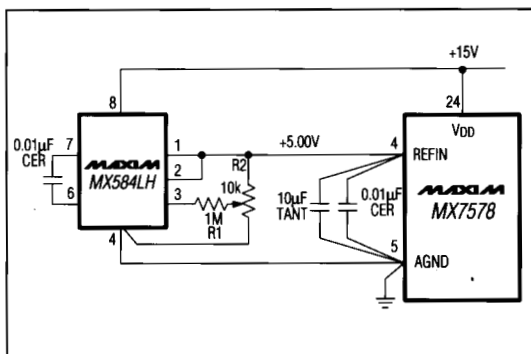 +15V
8
24
0.01µF
CER
7
6
MAXIM
MX584LH
1
2
3
4
R2
10k
1M
R1
+5.00V
10µF
TANT
0.01µF
CER
4
REFIN
VDD
MAXIM
MX7578
5
AGND